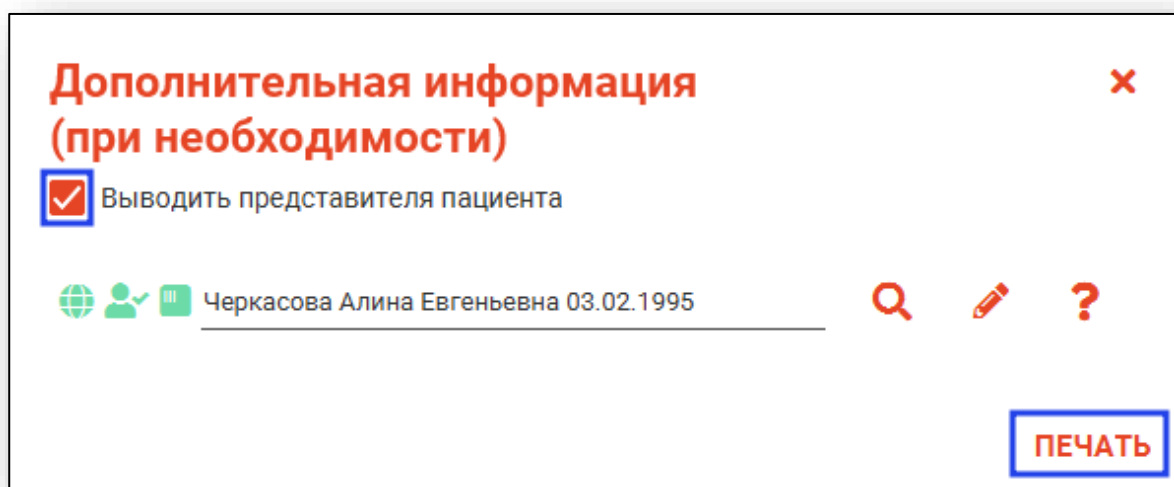 Дополнительная информация
(при необходимости)
Выводить представителя пациента
Черкасова Алина Евгеньевна 03.02.1995
ПЕЧАТЬ